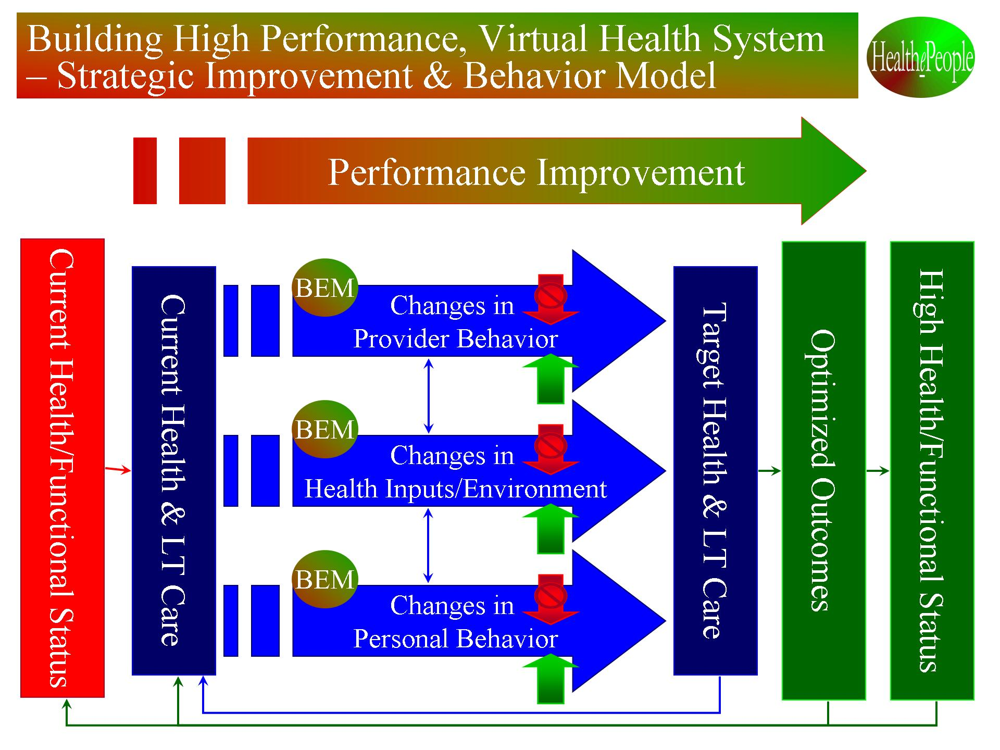 Building High Performance, Virtual Health System
– Strategic Improvement & Behavior Model
HealthePeople
Performance Improvement
Current Health/Functional Status
Current Health & LT Care
BEM
Changes in
Provider Behavior
BEM
Changes in
Health Inputs/Environment
BEM
Changes in
Personal Behavior
Target Health & LT Care
Optimized Outcomes
High Health/Functional Status